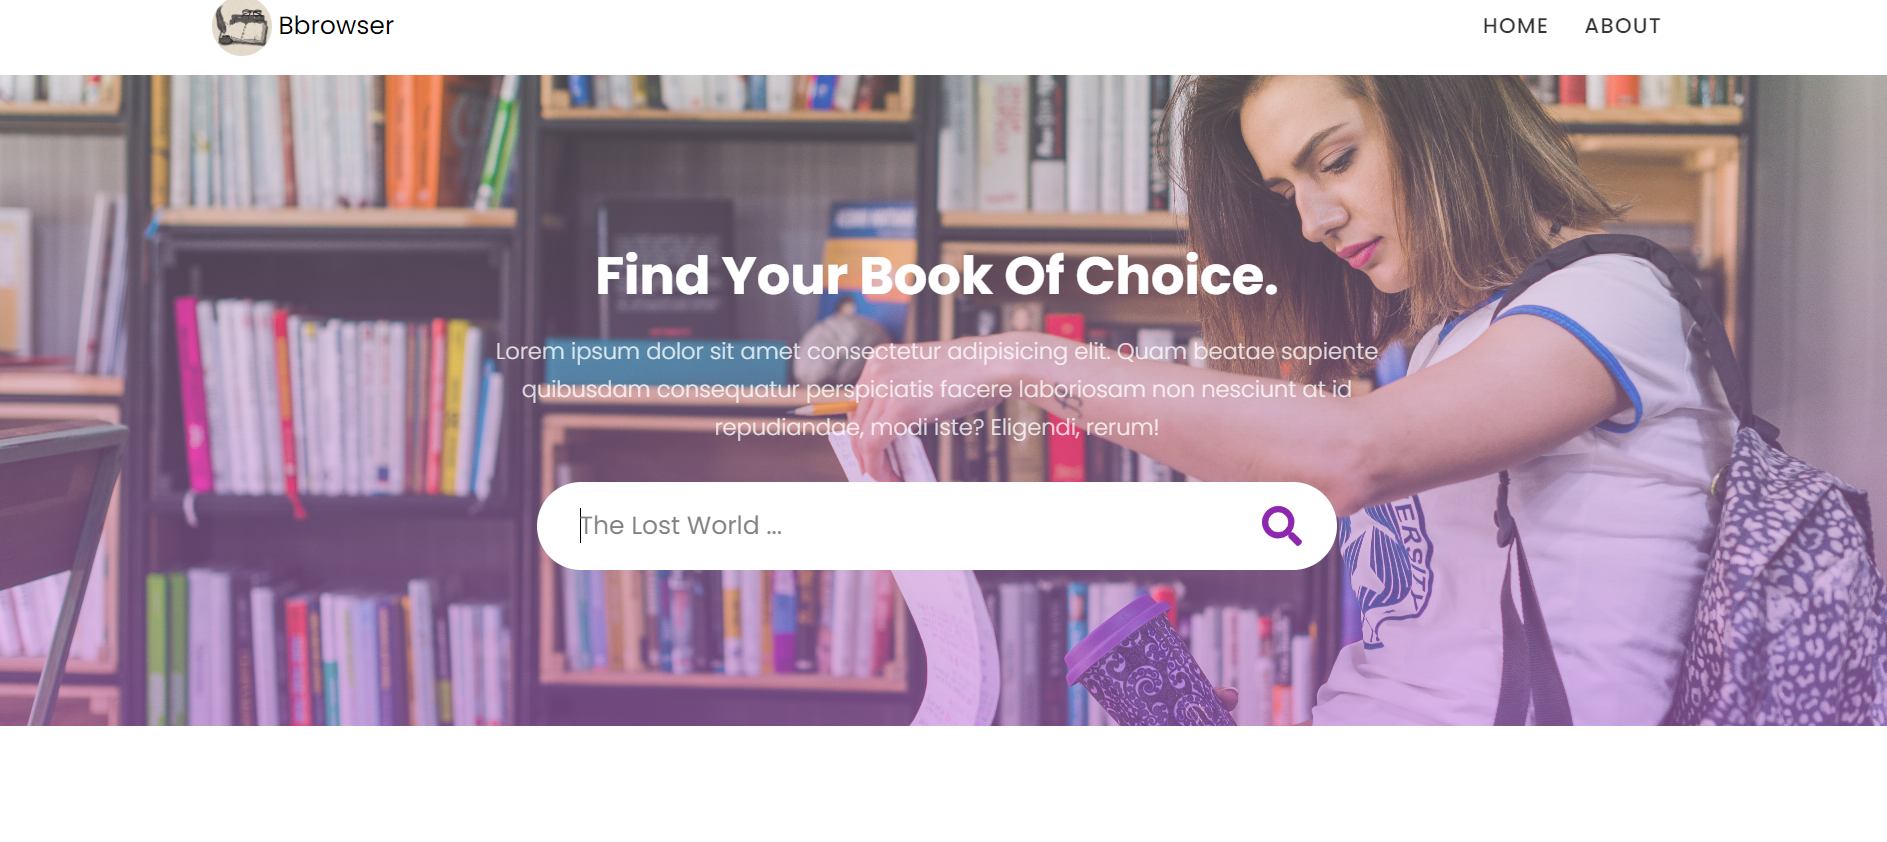 Bbrowser
HOME ABOUT
Find Your Book Of Choice.
Lorem ipsum dolor sit amet consectetur adipisicing elit. Quam beatae sapiente
quibusdam consequatur perspiciatis facere laboriosam non nesciunt at id
repudiandae, modi iste? Eligendi, rerum!
The Lost World ...